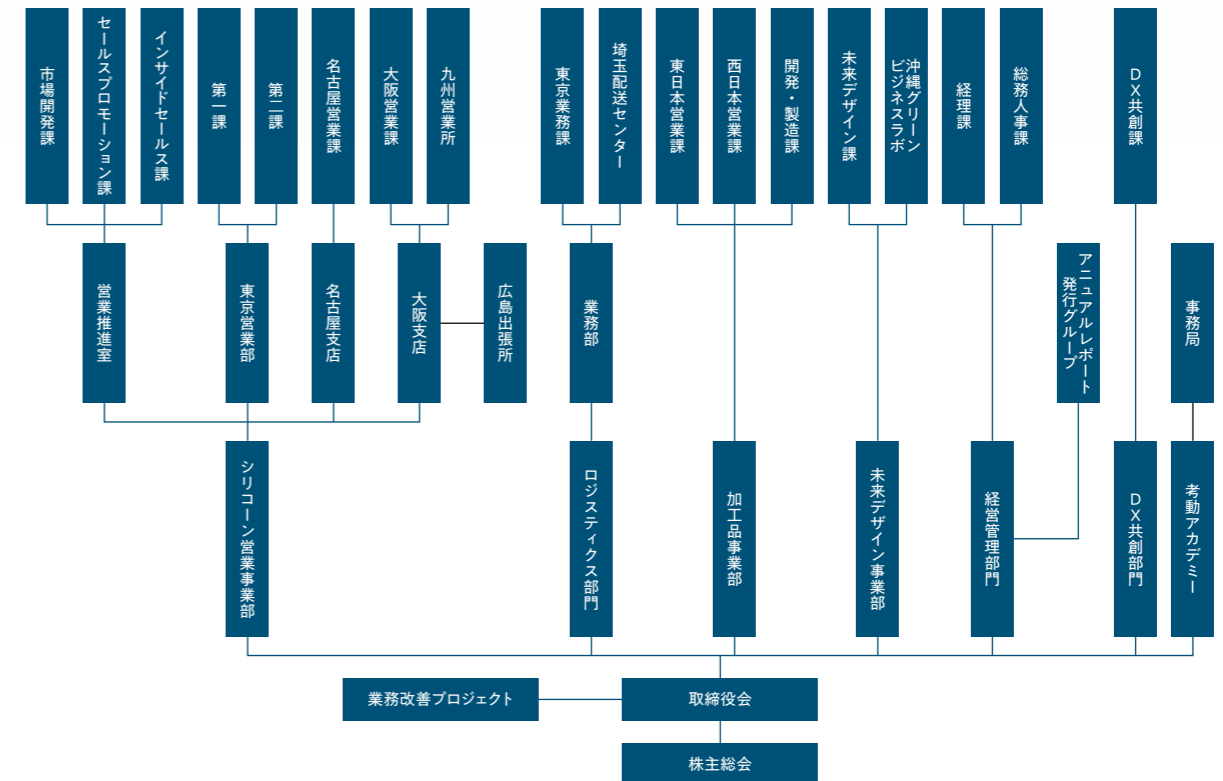 市場開発課
セールスプロモーション課
インサイドセールス課
第一課
第二課
名古屋営業課
大阪営業課
九州営業所
東京業務課
埼玉配送センター
東日本営業課
西日本営業課
開発・製造課
未来デザイン課
沖縄グリーン
ビジネスラボ
経理課
総務人事課
DX共創課
営業推進室
東京営業部
名古屋支店
大阪支店
広島出張所
業務部
アニュアルレポート
発行グループ
事務局
シリコーン営業事業部
ロジスティクス部門
加工品事業部
未来デザイン事業部
経営管理部門
DX共創部門
考動アカデミー
業務改善プロジェクト
取締役会
株主総会